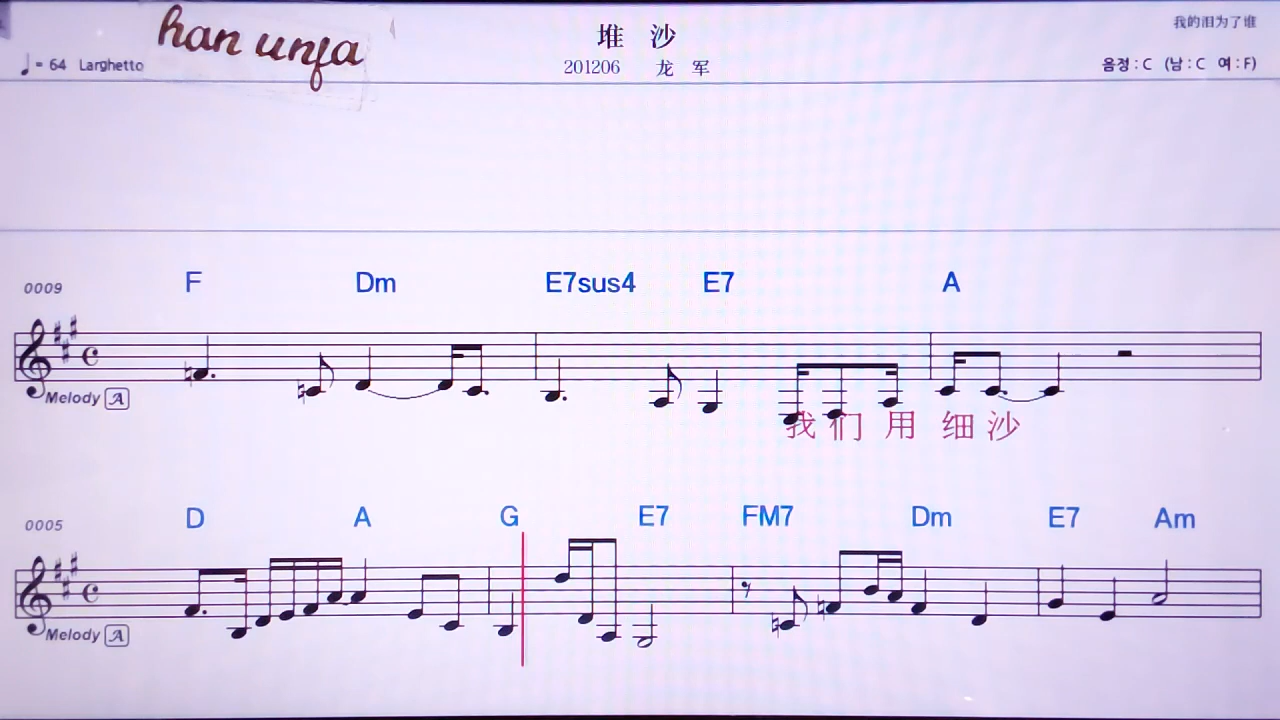 han unfa
堆 沙
我的泪为了谁
♩= 64 Larghetto
201206 龙 军
음정 : C (남 : C 여 : F)
0009 F Dm E7sus4 E7 A
Melody A
我 们 用 细 沙
0005 D A G E7 FM7 Dm E7 Am
Melody A